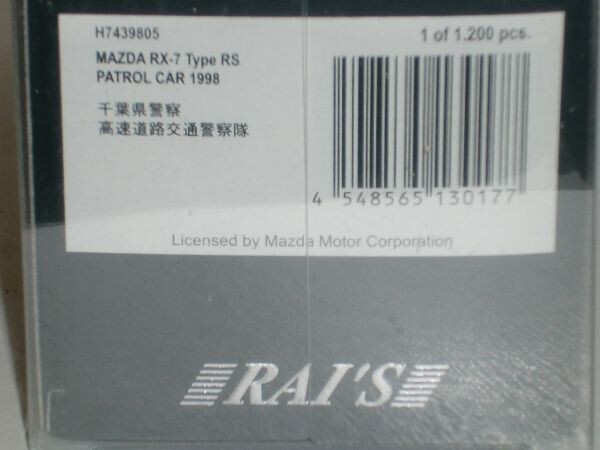 H7439805
1 of 1.200 pcs.
MAZDA RX-7 Type RS
PATROL CAR 1998
千葉県警察
高速道路交通警察隊
4 548565 130177
Licensed by Mazda Motor Corporation
RAI'S